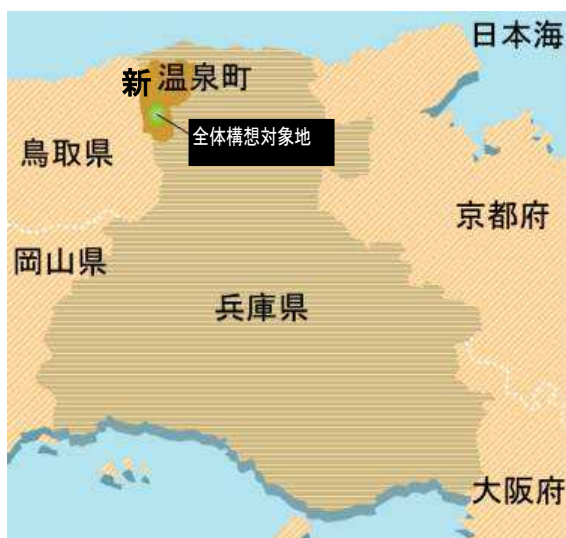 日本海
新温泉町
全体構想対象地
鳥取県
京都府
岡山県
兵庫県
大阪府